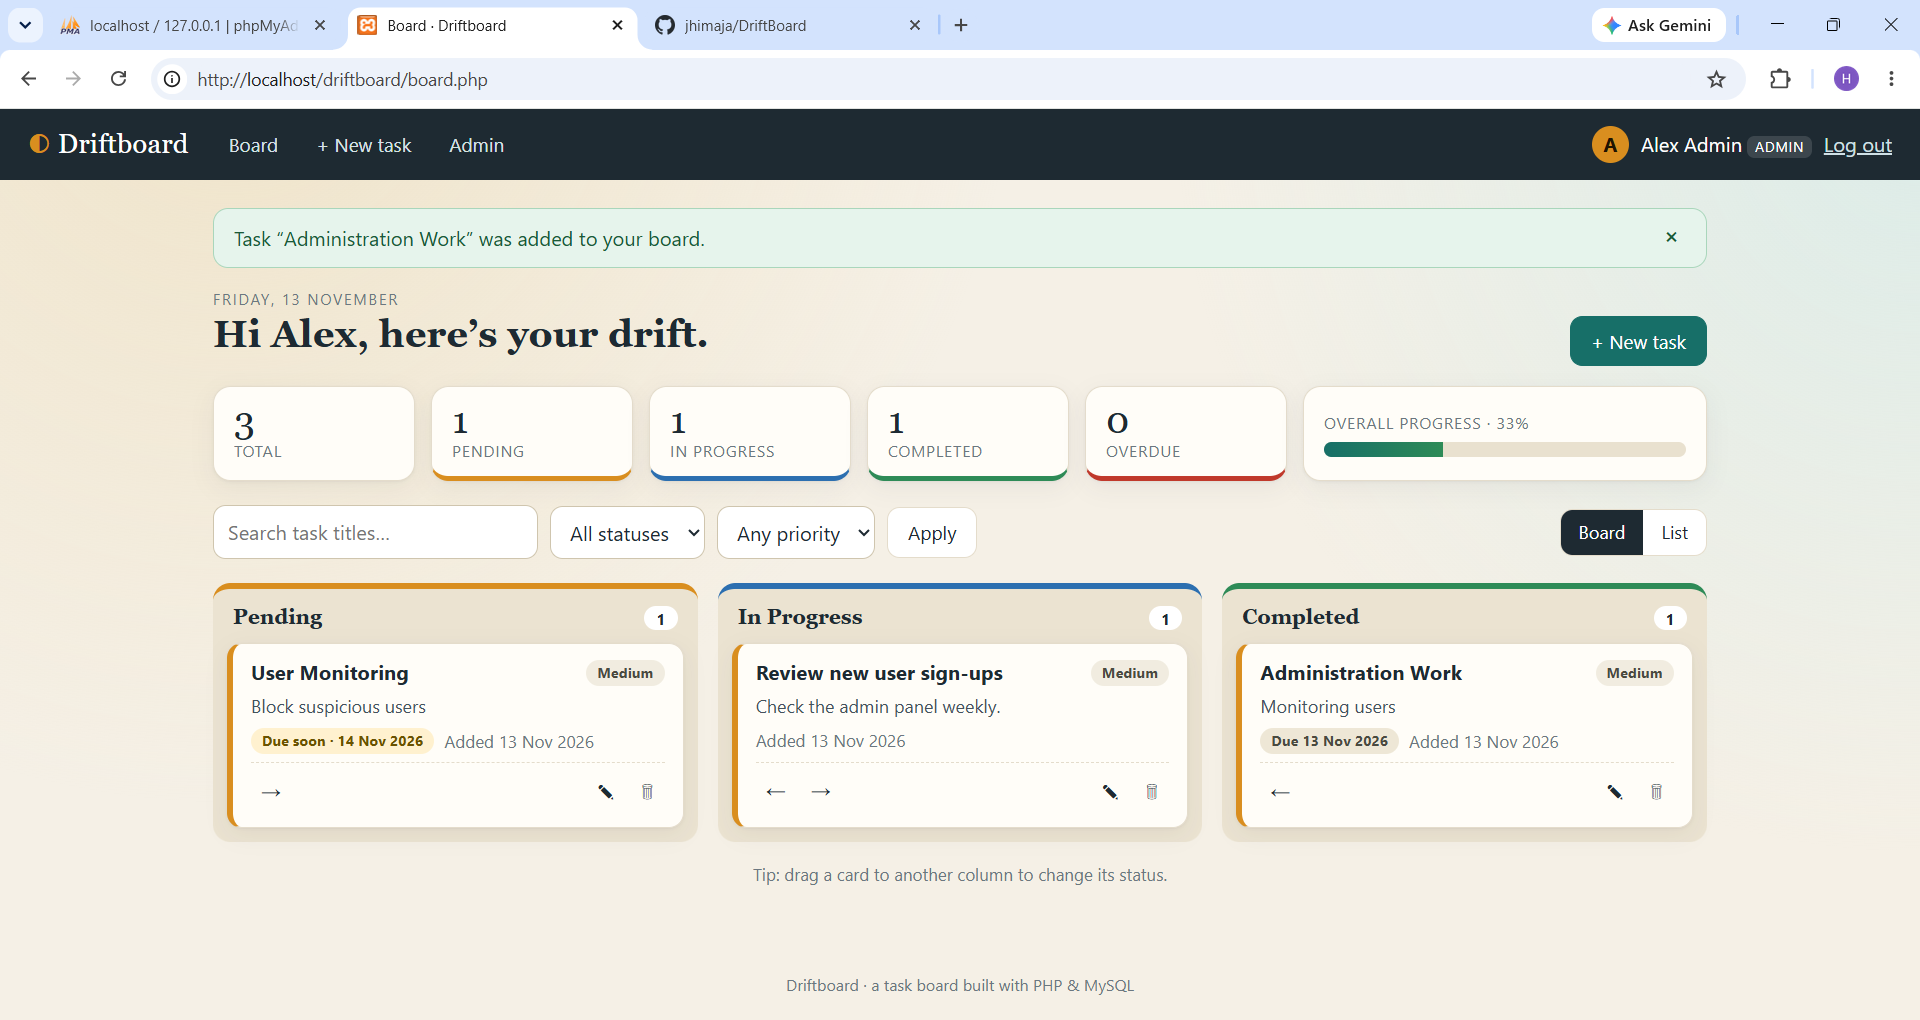 localhost / 127.0.0.1 | phpMyAd
Board · Driftboard
jhimaja/DriftBoard
Ask Gemini
http://localhost/driftboard/board.php
H
Driftboard
Board
+ New task
Admin
A
Alex Admin ADMIN
Log out
Task “Administration Work” was added to your board.
FRIDAY, 13 NOVEMBER
Hi Alex, here’s your drift.
+ New task
3
TOTAL
1
PENDING
1
IN PROGRESS
1
COMPLETED
0
OVERDUE
OVERALL PROGRESS · 33%
Search task titles...
All statuses
Any priority
Apply
Board
List
Pending
1
User Monitoring
Medium
Block suspicious users
Due soon · 14 Nov 2026
Added 13 Nov 2026
In Progress
1
Review new user sign-ups
Medium
Check the admin panel weekly.
Added 13 Nov 2026
Completed
1
Administration Work
Medium
Monitoring users
Due 13 Nov 2026
Added 13 Nov 2026
Tip: drag a card to another column to change its status.
Driftboard · a task board built with PHP & MySQL